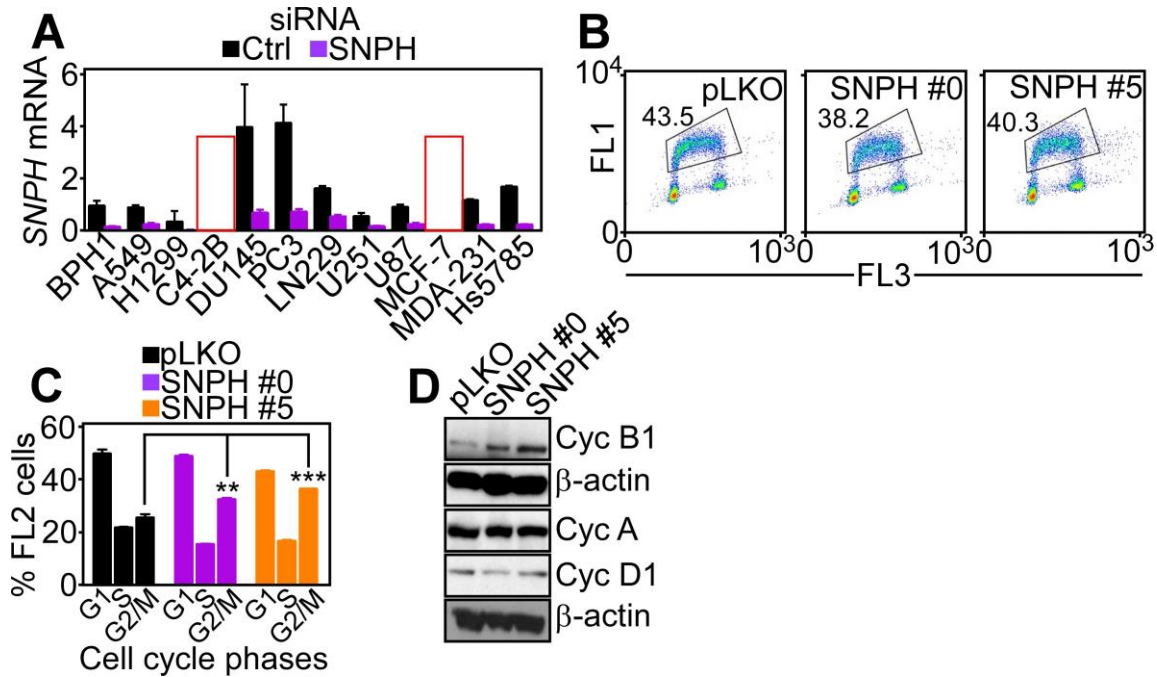 A
siRNA
Ctrl SNPH
SNPH mRNA
6
4
2
0
BPH1 A549 H1299 C4-2B DU145 PC3 LN229 U251 U87 MCF-7 MDA-231 Hs5785
B
FL1
10⁴
0
pLKO
43.5
SNPH #0
38.2
SNPH #5
40.3
0 10³ 0 10³ 0 10³
FL3
C
pLKO
SNPH #0
SNPH #5
% FL2 cells
60
40
20
0
** ***
G1 S G2/M G1 S G2/M G1 S G2/M
Cell cycle phases
D
pLKO SNPH #0 SNPH #5
Cyc B1
β-actin
Cyc A
Cyc D1
β-actin